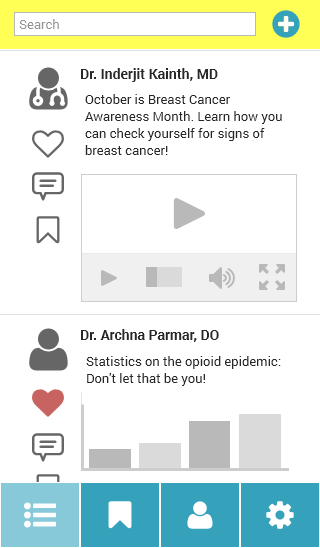 Search
Dr. Inderjit Kainth, MD
October is Breast Cancer
Awareness Month. Learn how you
can check yourself for signs of
breast cancer!
Dr. Archna Parmar, DO
Statistics on the opioid epidemic:
Don't let that be you!